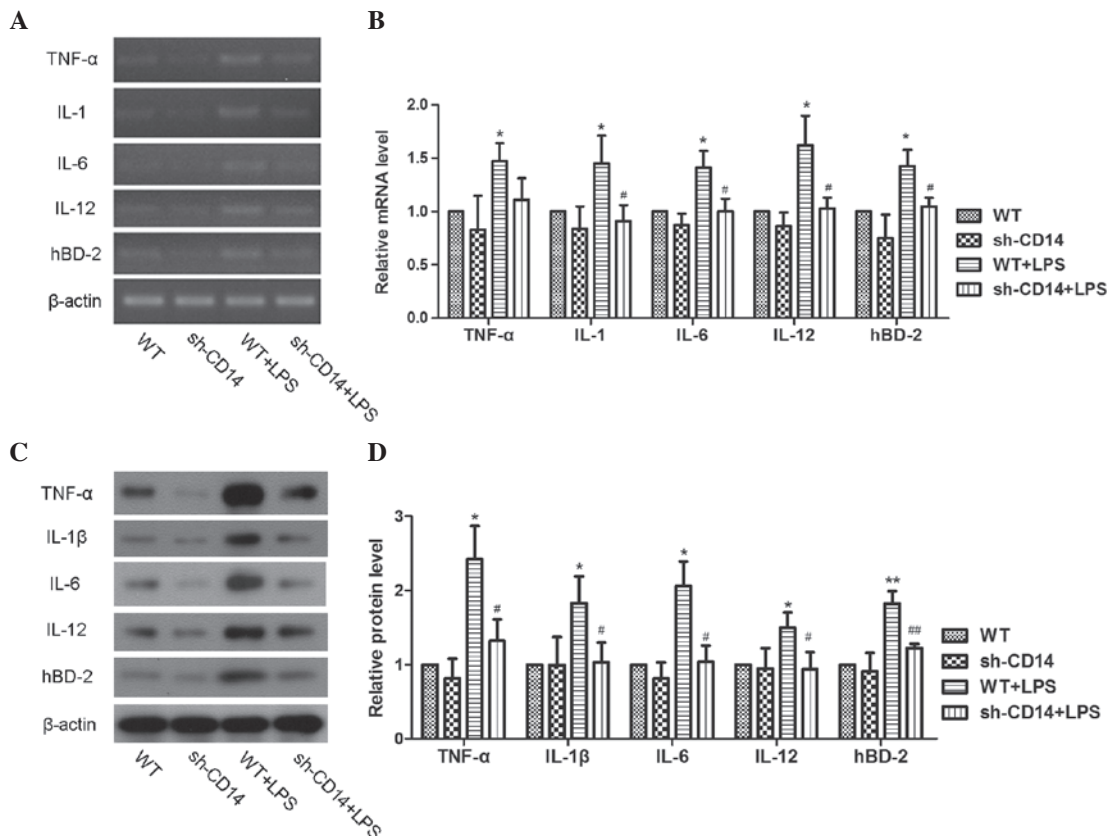 A
TNF-α
IL-1
IL-6
IL-12
hBD-2
β-actin
WT
sh-CD14
WT+LPS
sh-CD14+LPS
B
Relative mRNA level
2.0
1.5
1.0
0.5
0.0
* * * * *
# # # #
TNF-α IL-1 IL-6 IL-12 hBD-2
WT
sh-CD14
WT+LPS
sh-CD14+LPS
C
TNF-α
IL-1β
IL-6
IL-12
hBD-2
β-actin
WT
sh-CD14
WT+LPS
sh-CD14+LPS
D
Relative protein level
3
2
1
0
* * * * **
# # # # ##
TNF-α IL-1β IL-6 IL-12 hBD-2
WT
sh-CD14
WT+LPS
sh-CD14+LPS